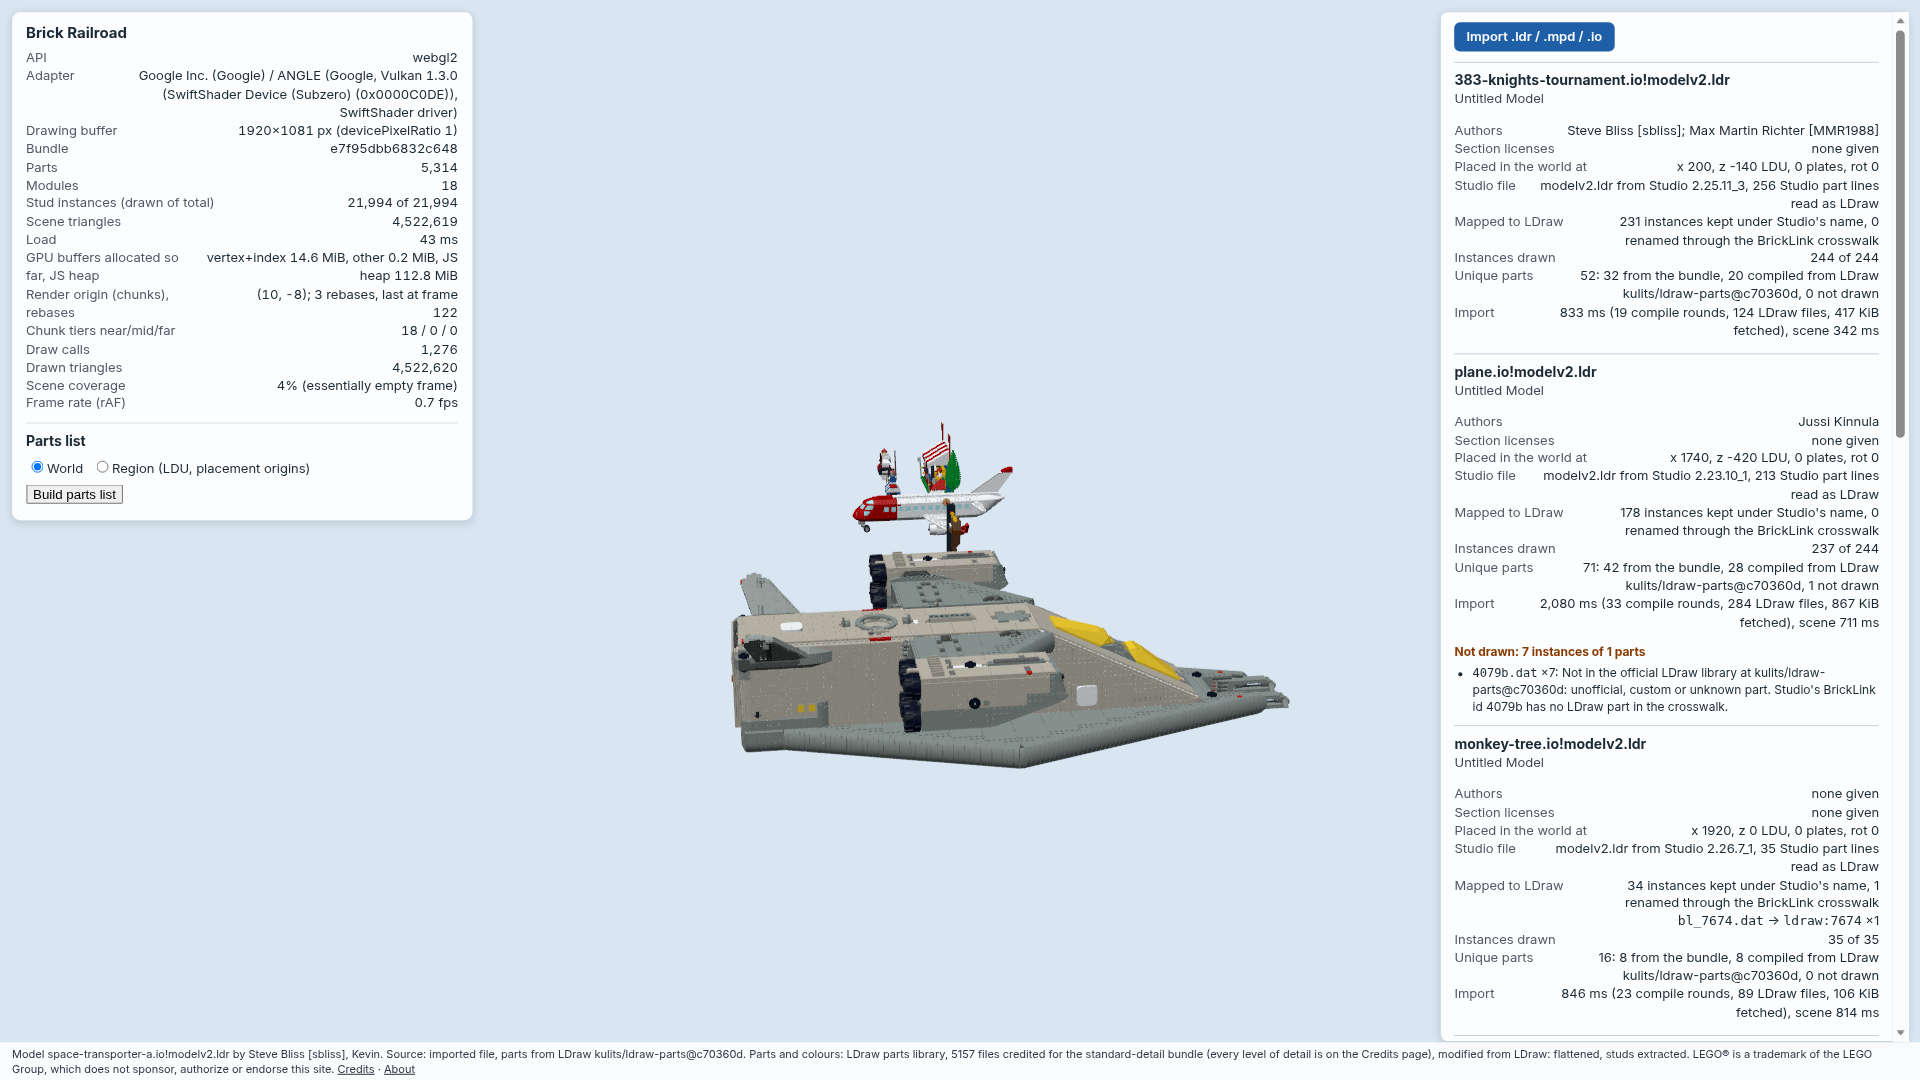 Brick Railroad
API webgl2
Adapter Google Inc. (Google) / ANGLE (Google, Vulkan 1.3.0
(SwiftShader Device (Subzero) (0x0000C0DE)),
SwiftShader driver)
Drawing buffer 1920×1081 px (devicePixelRatio 1)
Bundle e7f95dbb6832c648
Parts 5,314
Modules 18
Stud instances (drawn of total) 21,994 of 21,994
Scene triangles 4,522,619
Load 43 ms
GPU buffers allocated so vertex+index 14.6 MiB, other 0.2 MiB, JS
far, JS heap heap 112.8 MiB
Render origin (chunks), (10, -8); 3 rebases, last at frame
rebases 122
Chunk tiers near/mid/far 18 / 0 / 0
Draw calls 1,276
Drawn triangles 4,522,620
Scene coverage 4% (essentially empty frame)
Frame rate (rAF) 0.7 fps
Parts list
World Region (LDU, placement origins)
Build parts list
Import .ldr / .mpd / .io
383-knights-tournament.io!modelv2.ldr
Untitled Model
Authors Steve Bliss [sbliss]; Max Martin Richter [MMR1988]
Section licenses none given
Placed in the world at x 200, z -140 LDU, 0 plates, rot 0
Studio file modelv2.ldr from Studio 2.25.11_3, 256 Studio part lines
read as LDraw
Mapped to LDraw 231 instances kept under Studio's name, 0
renamed through the BrickLink crosswalk
Instances drawn 244 of 244
Unique parts 52: 32 from the bundle, 20 compiled from LDraw
kulits/ldraw-parts@c70360d, 0 not drawn
Import 833 ms (19 compile rounds, 124 LDraw files, 417 KiB
fetched), scene 342 ms
plane.io!modelv2.ldr
Untitled Model
Authors Jussi Kinnula
Section licenses none given
Placed in the world at x 1740, z -420 LDU, 0 plates, rot 0
Studio file modelv2.ldr from Studio 2.23.10_1, 213 Studio part lines
read as LDraw
Mapped to LDraw 178 instances kept under Studio's name, 0
renamed through the BrickLink crosswalk
Instances drawn 237 of 244
Unique parts 71: 42 from the bundle, 28 compiled from LDraw
kulits/ldraw-parts@c70360d, 1 not drawn
Import 2,080 ms (33 compile rounds, 284 LDraw files, 867 KiB
fetched), scene 711 ms
Not drawn: 7 instances of 1 parts
• 4079b.dat ×7: Not in the official LDraw library at kulits/ldraw-
parts@c70360d: unofficial, custom or unknown part. Studio's BrickLink
id 4079b has no LDraw part in the crosswalk.
monkey-tree.io!modelv2.ldr
Untitled Model
Authors none given
Section licenses none given
Placed in the world at x 1920, z 0 LDU, 0 plates, rot 0
Studio file modelv2.ldr from Studio 2.26.7_1, 35 Studio part lines
read as LDraw
Mapped to LDraw 34 instances kept under Studio's name, 1
renamed through the BrickLink crosswalk
bl_7674.dat → ldraw:7674 ×1
Instances drawn 35 of 35
Unique parts 16: 8 from the bundle, 8 compiled from LDraw
kulits/ldraw-parts@c70360d, 0 not drawn
Import 846 ms (23 compile rounds, 89 LDraw files, 106 KiB
fetched), scene 814 ms
Model space-transporter-a.io!modelv2.ldr by Steve Bliss [sbliss], Kevin. Source: imported file, parts from LDraw kulits/ldraw-parts@c70360d. Parts and colours: LDraw parts library, 5157 files credited for the standard-detail bundle (every level of detail is on the Credits page), modified from LDraw: flattened, studs extracted. LEGO® is a trademark of the LEGO
Group, which does not sponsor, authorize or endorse this site. Credits · About